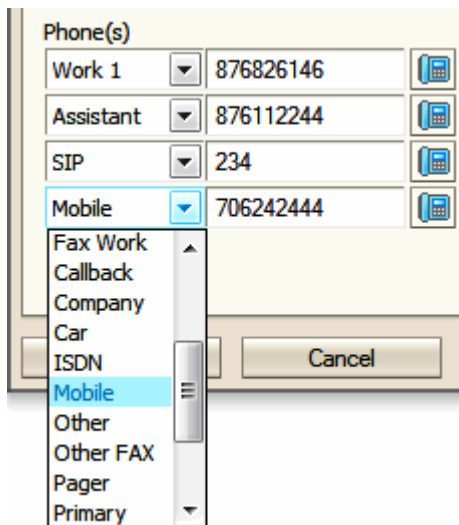 Phone(s)
Work 1 876826146
Assistant 876112244
SIP 234
Mobile 706242444
Fax Work
Callback
Company
Car
ISDN
Cancel
Mobile
Other
Other FAX
Pager
Primary